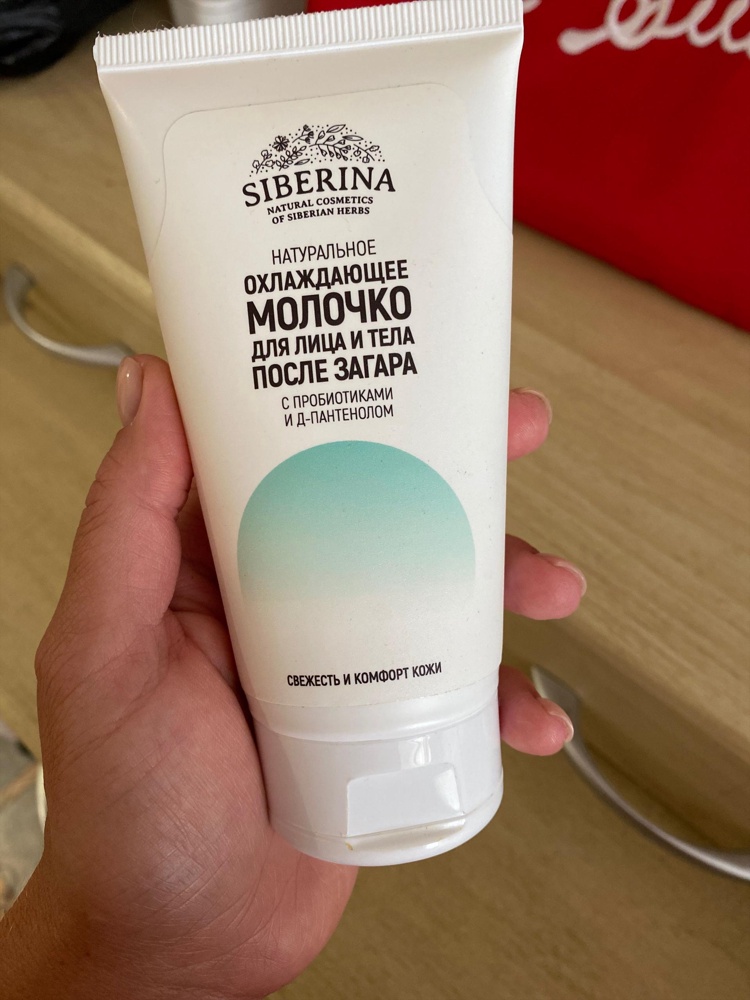 SIBERINA
NATURAL COSMETICS
OF SIBERIAN HERBS
НАТУРАЛЬНОЕ
ОХЛАЖДАЮЩЕЕ
МОЛОЧКО
ДЛЯ ЛИЦА И ТЕЛА
ПОСЛЕ ЗАГАРА
С ПРОБИОТИКАМИ
И Д-ПАНТЕНОЛОМ
СВЕЖЕСТЬ И КОМФОРТ КОЖИ